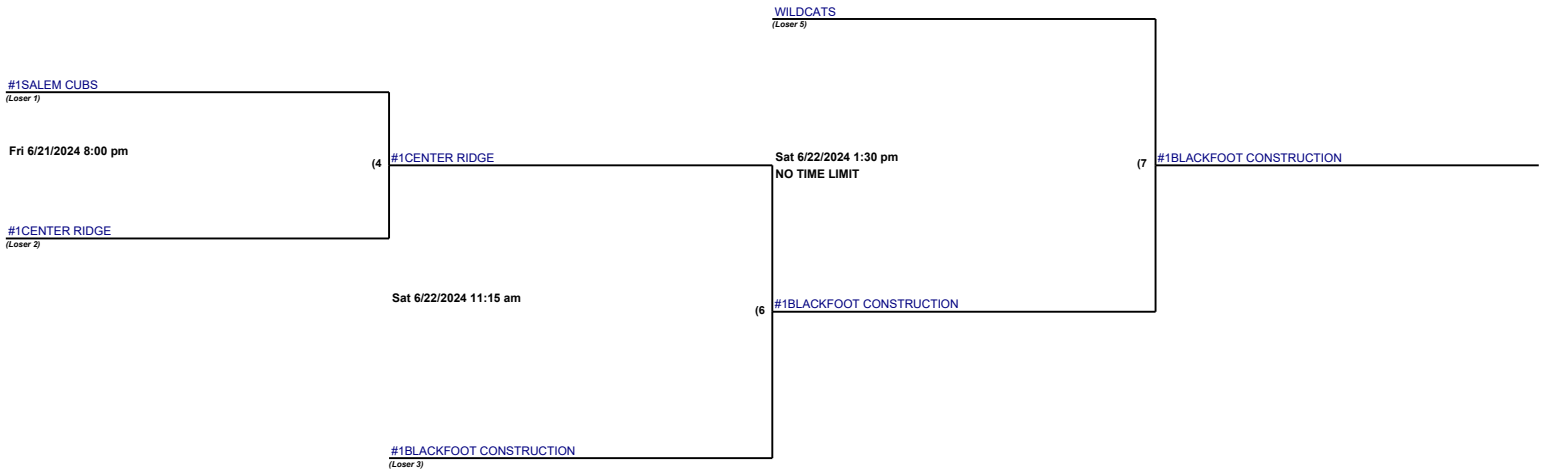 WILDCATS
(Loser 5)
#1SALEM CUBS
(Loser 1)
Fri 6/21/2024 8:00 pm
(4
#1CENTER RIDGE
Sat 6/22/2024 1:30 pm
NO TIME LIMIT
(7
#1BLACKFOOT CONSTRUCTION
#1CENTER RIDGE
(Loser 2)
Sat 6/22/2024 11:15 am
(6
#1BLACKFOOT CONSTRUCTION
#1BLACKFOOT CONSTRUCTION
(Loser 3)